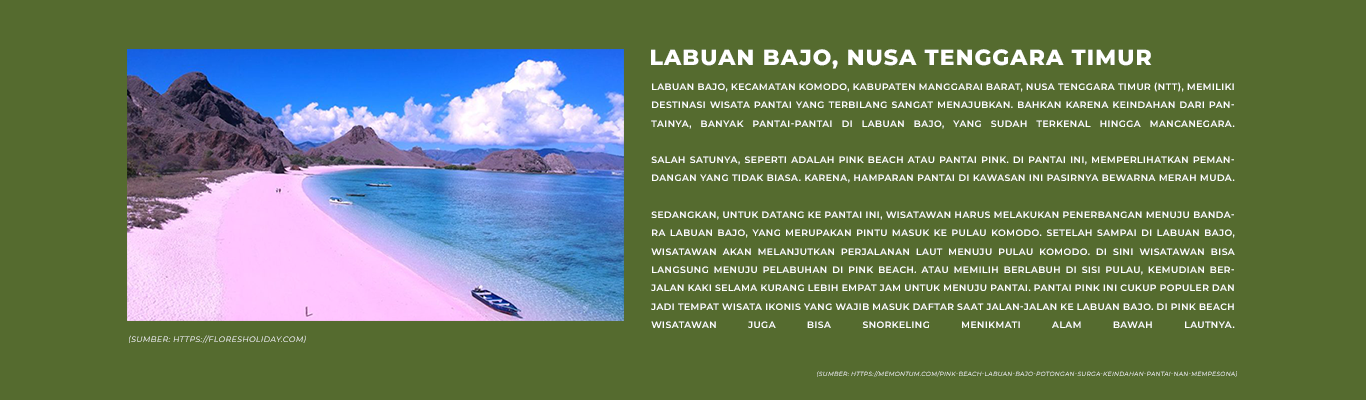 LABUAN BAJO, NUSA TENGGARA TIMUR
LABUAN BAJO, KECAMATAN KOMODO, KABUPATEN MANGGARAI BARAT, NUSA TENGGARA TIMUR (NTT), MEMILIKI
DESTINASI WISATA PANTAI YANG TERBILANG SANGAT MENAJUBKAN. BAHKAN KARENA KEINDAHAN DARI PAN-
TAINYA, BANYAK PANTAI-PANTAI DI LABUAN BAJO, YANG SUDAH TERKENAL HINGGA MANCANEGARA.
SALAH SATUNYA, SEPERTI ADALAH PINK BEACH ATAU PANTAI PINK. DI PANTAI INI, MEMPERLIHATKAN PEMAN-
DANGAN YANG TIDAK BIASA. KARENA, HAMPARAN PANTAI DI KAWASAN INI PASIRNYA BEWARNA MERAH MUDA.
SEDANGKAN, UNTUK DATANG KE PANTAI INI, WISATAWAN HARUS MELAKUKAN PENERBANGAN MENUJU BANDA-
RA LABUAN BAJO, YANG MERUPAKAN PINTU MASUK KE PULAU KOMODO. SETELAH SAMPAI DI LABUAN BAJO,
WISATAWAN AKAN MELANJUTKAN PERJALANAN LAUT MENUJU PULAU KOMODO. DI SINI WISATAWAN BISA
LANGSUNG MENUJU PELABUHAN DI PINK BEACH. ATAU MEMILIH BERLABUH DI SISI PULAU, KEMUDIAN BER-
JALAN KAKI SELAMA KURANG LEBIH EMPAT JAM UNTUK MENUJU PANTAI. PANTAI PINK INI CUKUP POPULER DAN
JADI TEMPAT WISATA IKONIS YANG WAJIB MASUK DAFTAR SAAT JALAN-JALAN KE LABUAN BAJO. DI PINK BEACH
WISATAWAN JUGA BISA SNORKELING MENIKMATI ALAM BAWAH LAUTNYA.
(SUMBER: HTTPS://FLORESHOLIDAY.COM)
(SUMBER: HTTPS://MEMONTUM.COM/PINK-BEACH-LABUAN-BAJO-POTONGAN-SURGA-KEINDAHAN-PANTAI-NAN-MEMPESONA)